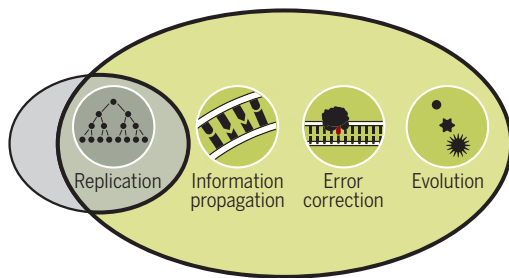 Replication
Information
propagation
Error
correction
Evolution